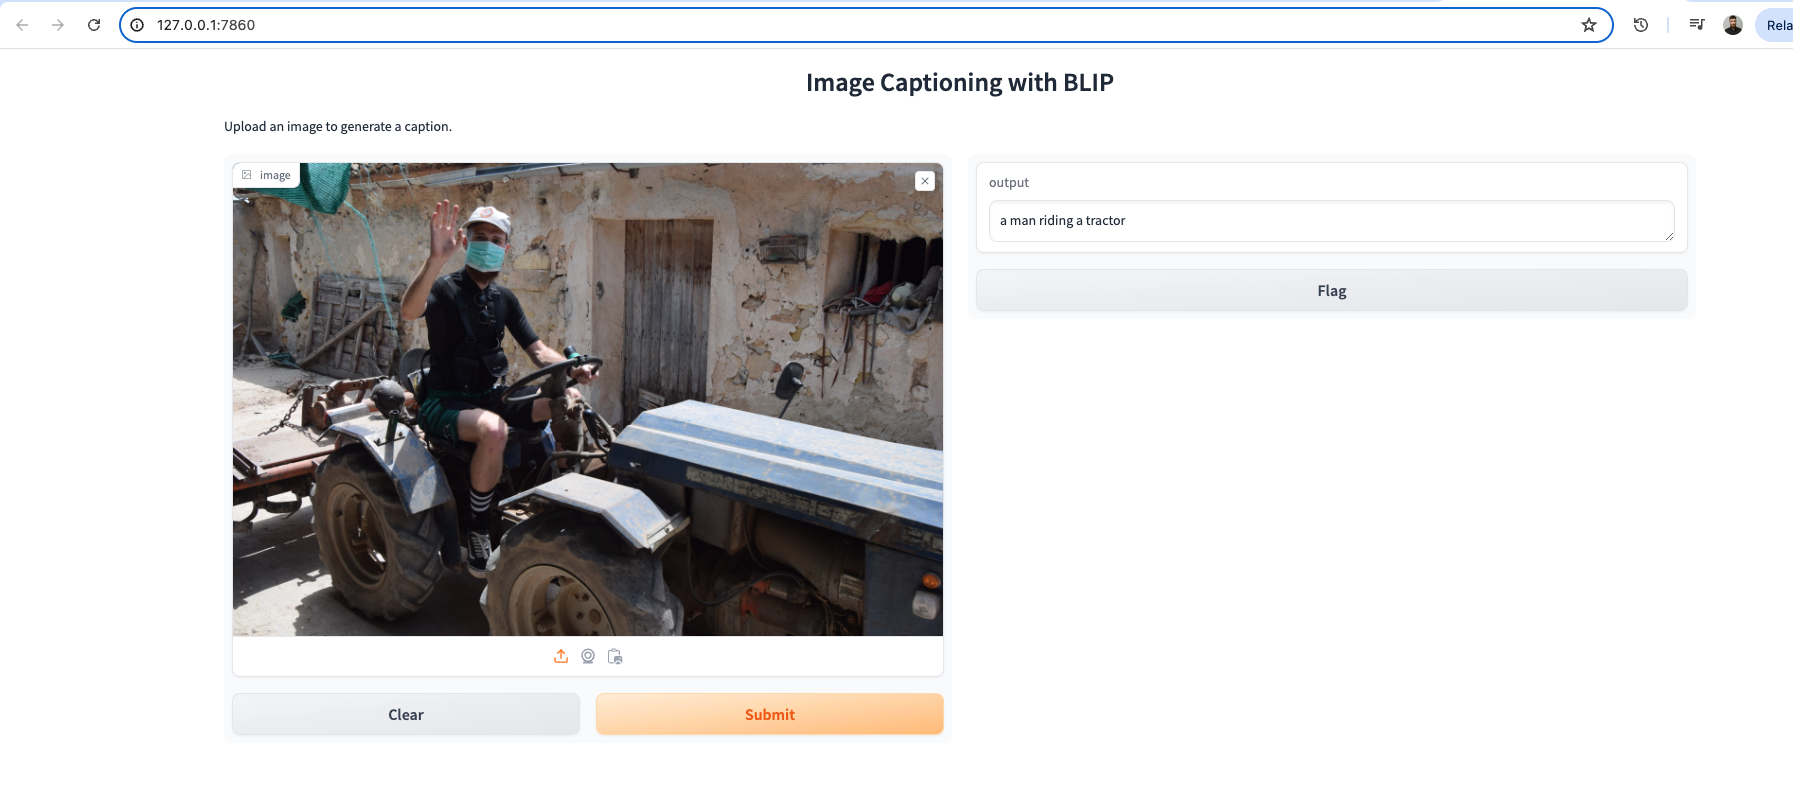 127.0.0.1:7860
Rela
Image Captioning with BLIP
Upload an image to generate a caption.
image
output
a man riding a tractor
Flag
Clear
Submit